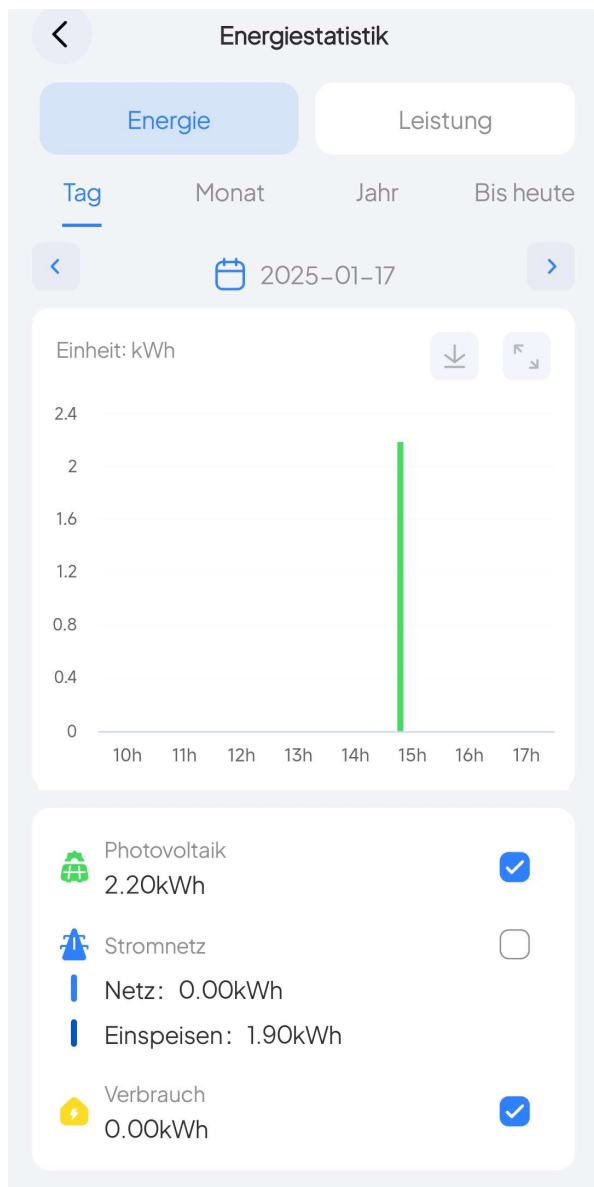 Energiestatistik
Energie Leistung
Tag Monat Jahr Bis heute
2025-01-17
Einheit: kWh
2.4
2
1.6
1.2
0.8
0.4
0
10h 11h 12h 13h 14h 15h 16h 17h
Photovoltaik
2.20kWh
Stromnetz
Netz: 0.00kWh
Einspeisen: 1.90kWh
Verbrauch
0.00kWh